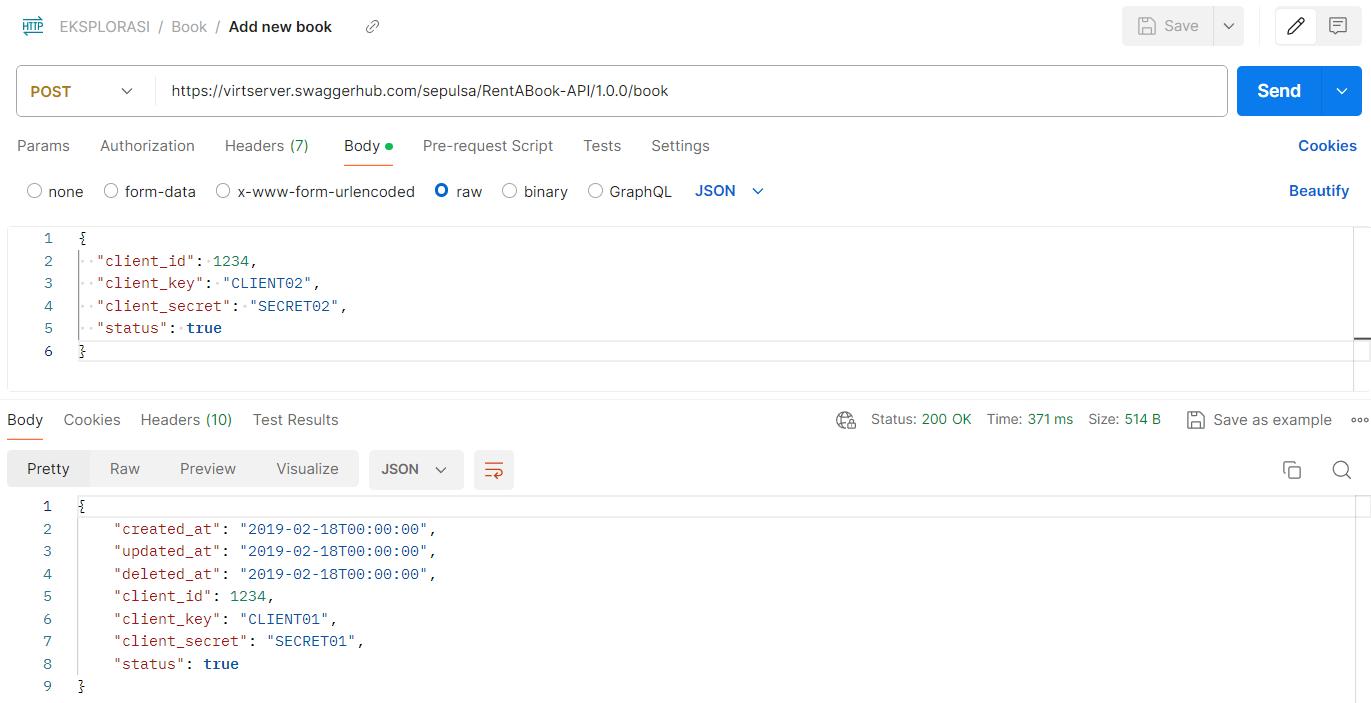 HTTP EKSPLORASI / Book / Add new book Save
POST https://virtserver.swaggerhub.com/sepulsa/RentABook-API/1.0.0/book Send
Params Authorization Headers (7) Body Pre-request Script Tests Settings Cookies
none form-data x-www-form-urlencoded raw binary GraphQL JSON Beautify
1 {
2 "client_id": 1234,
3 "client_key": "CLIENT02",
4 "client_secret": "SECRET02",
5 "status": true
6 }
Body Cookies Headers (10) Test Results Status: 200 OK Time: 371 ms Size: 514 B Save as example
Pretty Raw Preview Visualize JSON
1 {
2 "created_at": "2019-02-18T00:00:00",
3 "updated_at": "2019-02-18T00:00:00",
4 "deleted_at": "2019-02-18T00:00:00",
5 "client_id": 1234,
6 "client_key": "CLIENT01",
7 "client_secret": "SECRET01",
8 "status": true
9 }